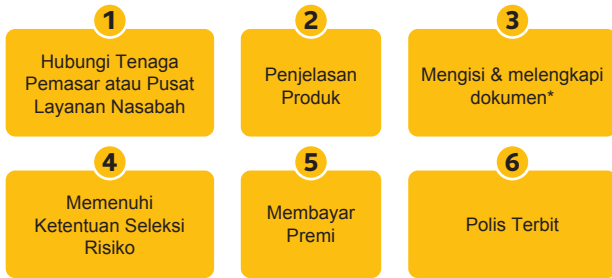 1
Hubungi Tenaga
Pemasar atau Pusat
Layanan Nasabah
2
Penjelasan
Produk
3
Mengisi & melengkapi
dokumen*
4
Memenuhi
Ketentuan Seleksi
Risiko
5
Membayar
Premi
6
Polis Terbit